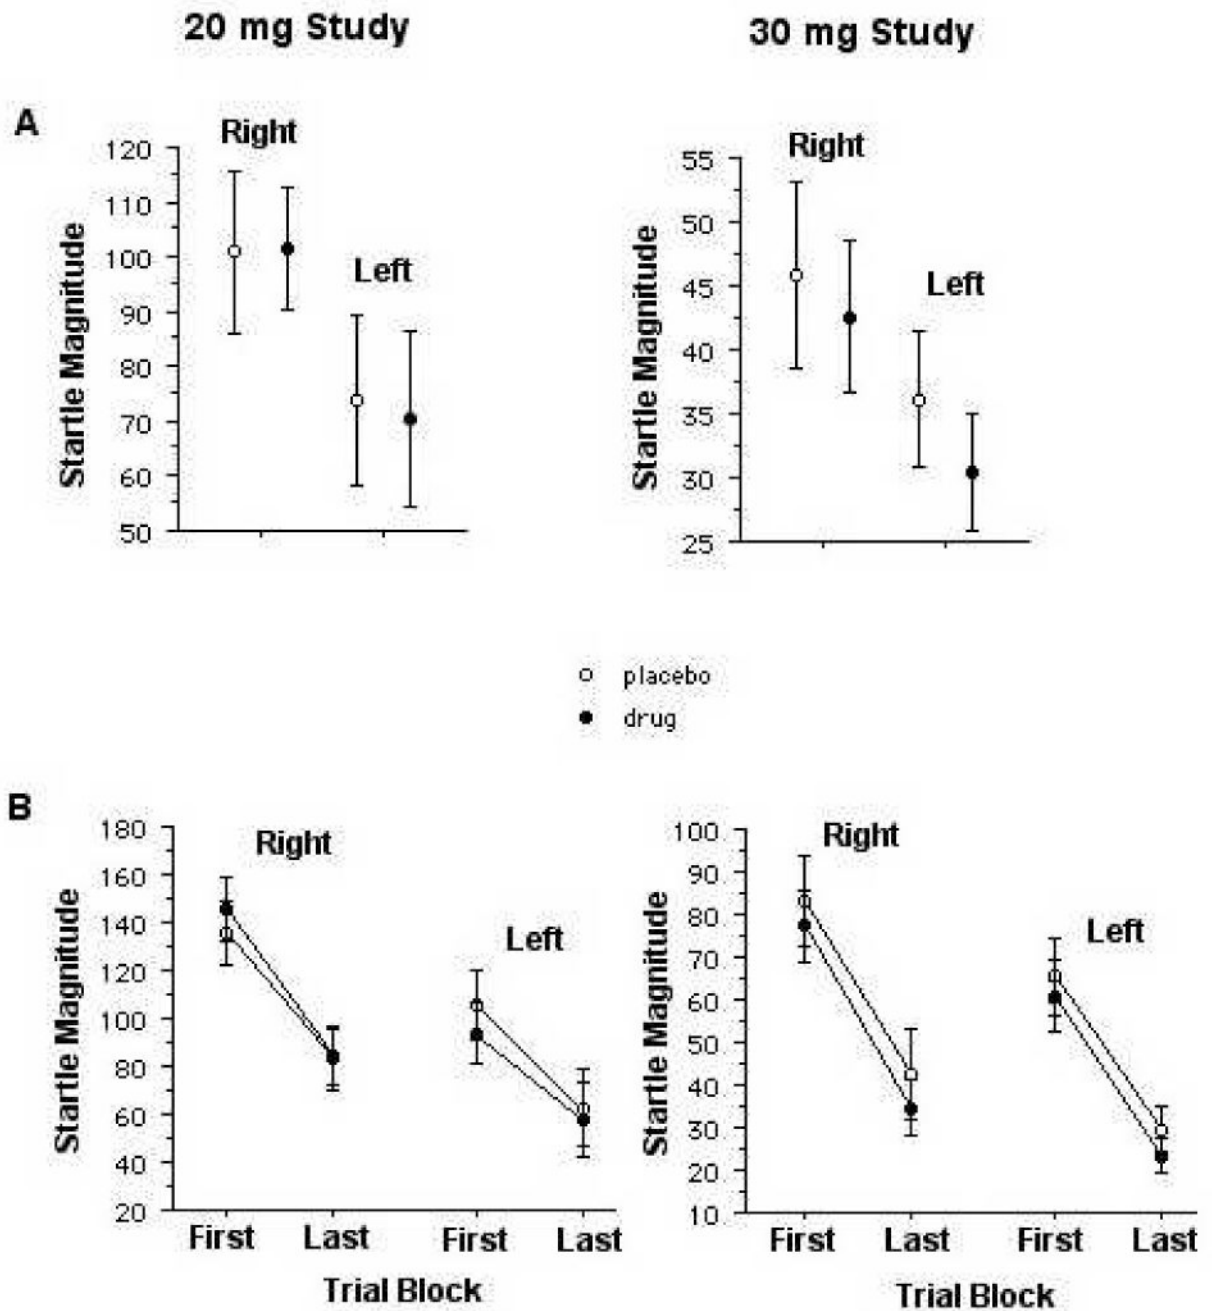 20 mg Study
30 mg Study
A
Right
Left
Startle Magnitude
120
110
100
90
80
70
60
50
Right
Left
Startle Magnitude
55
50
45
40
35
30
25
placebo
drug
B
Right
Left
Startle Magnitude
180
160
140
120
100
80
60
40
20
First Last First Last
Trial Block
Right
Left
Startle Magnitude
100
90
80
70
60
50
40
30
20
10
First Last First Last
Trial Block